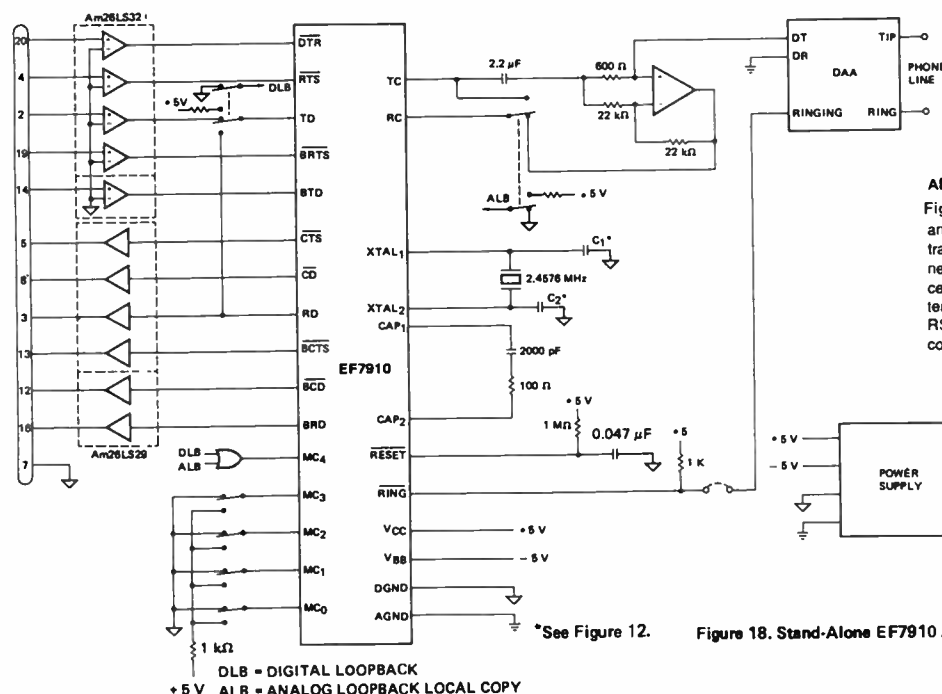 Am26LS32
20
4
2
19
14
5
3
13
12
7
+5V
DLB
DTR
RTS
TD
BRTS
BTD
CTS
CD
RD
BCTS
BCD
BRD
MC4
MC3
MC2
MC1
MC0
EF7910
TC
RC
XTAL1
XTAL2
CAP1
CAP2
RESET
RING
VCC
VBB
DGND
AGND
2.2 μF
600 Ω
22 kΩ
22 kΩ
ALB
+5 V
C1*
2.4576 MHz
C2*
2000 pF
100 Ω
+5 V
1 MΩ
0.047 μF
+5
1 K
+5 V
-5 V
DT
DR
RINGING
DAA
TIP
RING
PHONE
LINE
Fig
an
tra
ne
ce
ter
RS
co
+5 V
-5 V
POWER
SUPPLY
Am26LS29
DLB
ALB
1 kΩ
+5 V
DLB = DIGITAL LOOPBACK
ALB = ANALOG LOOPBACK LOCAL COPY
*See Figure 12.
Figure 18. Stand-Alone EF7910